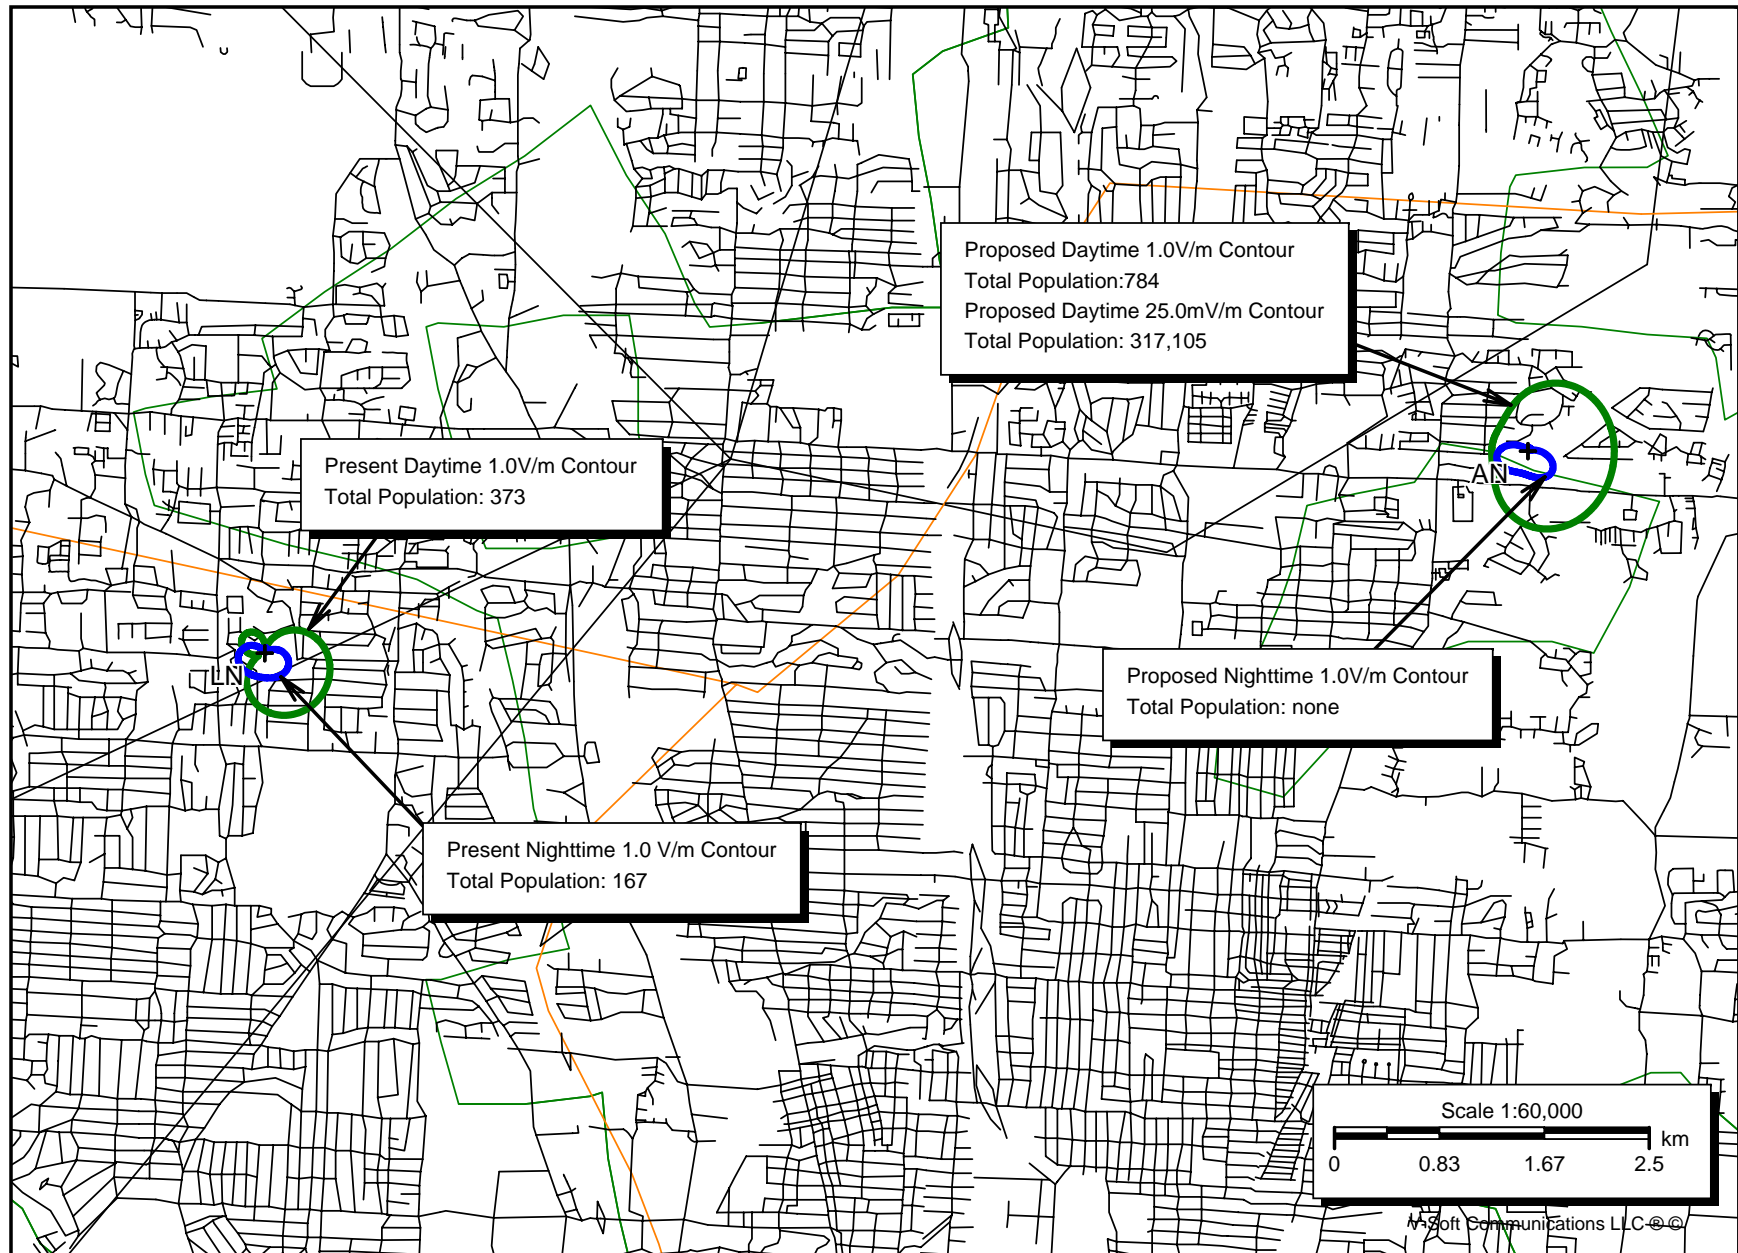 Proposed Daytime 1.0V/m Contour
Total Population:784
Proposed Daytime 25.0mV/m Contour
Total Population: 317,105
Present Daytime 1.0V/m Contour
Total Population: 373
AN
LN
Proposed Nighttime 1.0V/m Contour
Total Population: none
Present Nighttime 1.0 V/m Contour
Total Population: 167
Scale 1:60,000
km
0 0.83 1.67 2.5
V-Soft Communications LLC ® ©